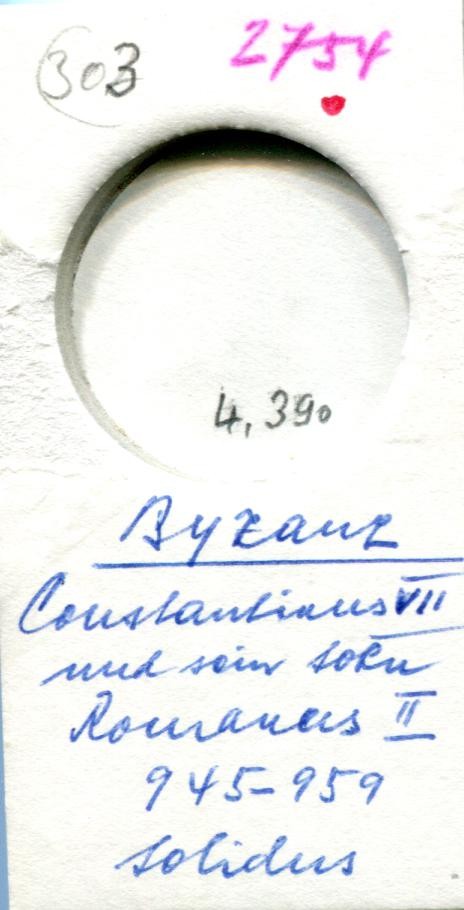 303
2754
4,390
Byzanz
Constantinus VII
und sein Sohn
Romanus II
945-959
Solidus